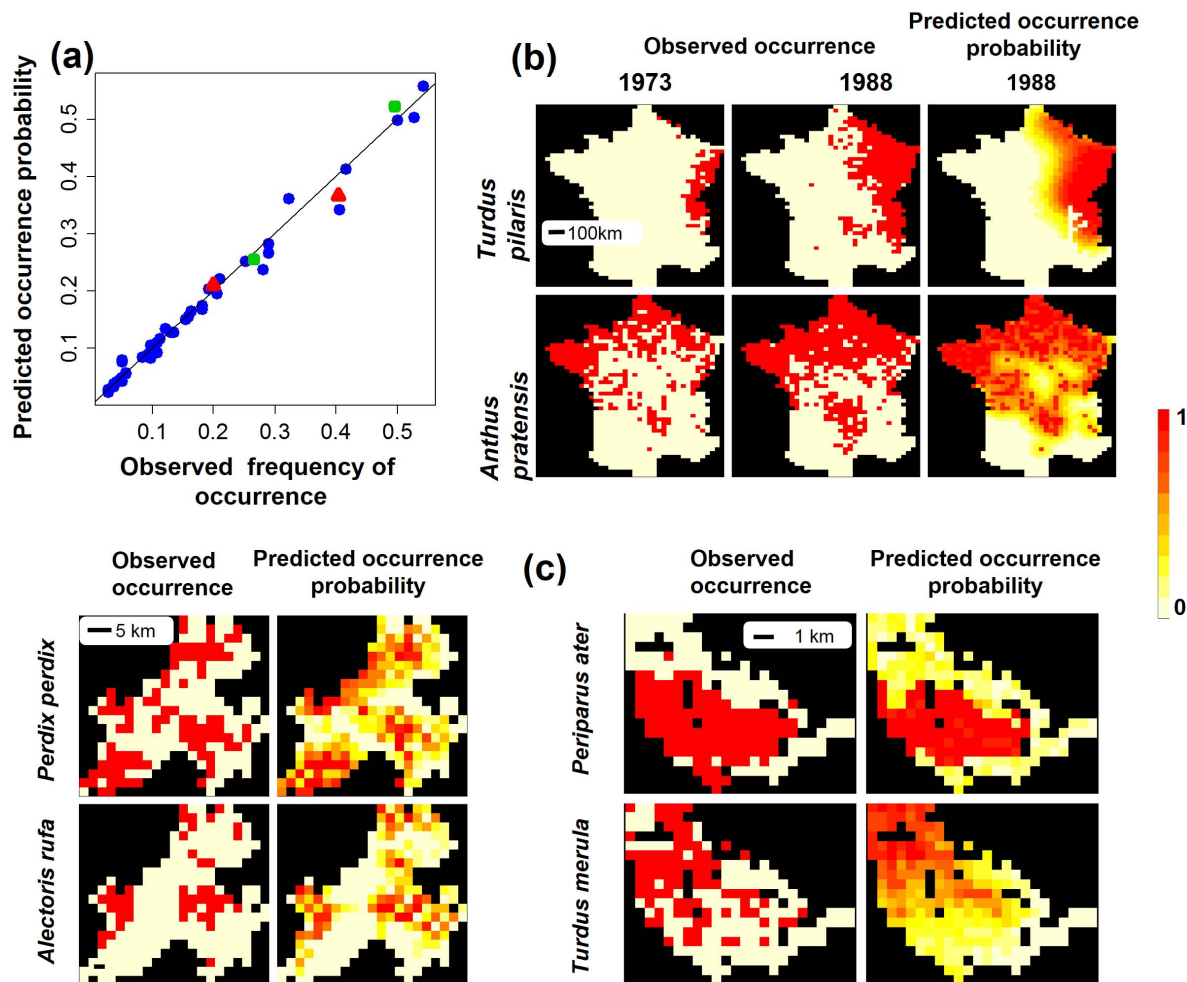 (a)
Predicted occurrence probability
0.5
0.4
0.3
0.2
0.1
0.1
0.2
0.3
0.4
0.5
Observed frequency of
occurrence
(b)
Observed occurrence
Predicted occurrence
probability
1973
1988
1988
Turdus
pilaris
100km
Anthus
pratensis
1
0
Observed
occurrence
Predicted occurrence
probability
Perdix perdix
5 km
Alectoris rufa
(c)
Observed
occurrence
Predicted occurrence
probability
Periparus ater
1 km
Turdus merula